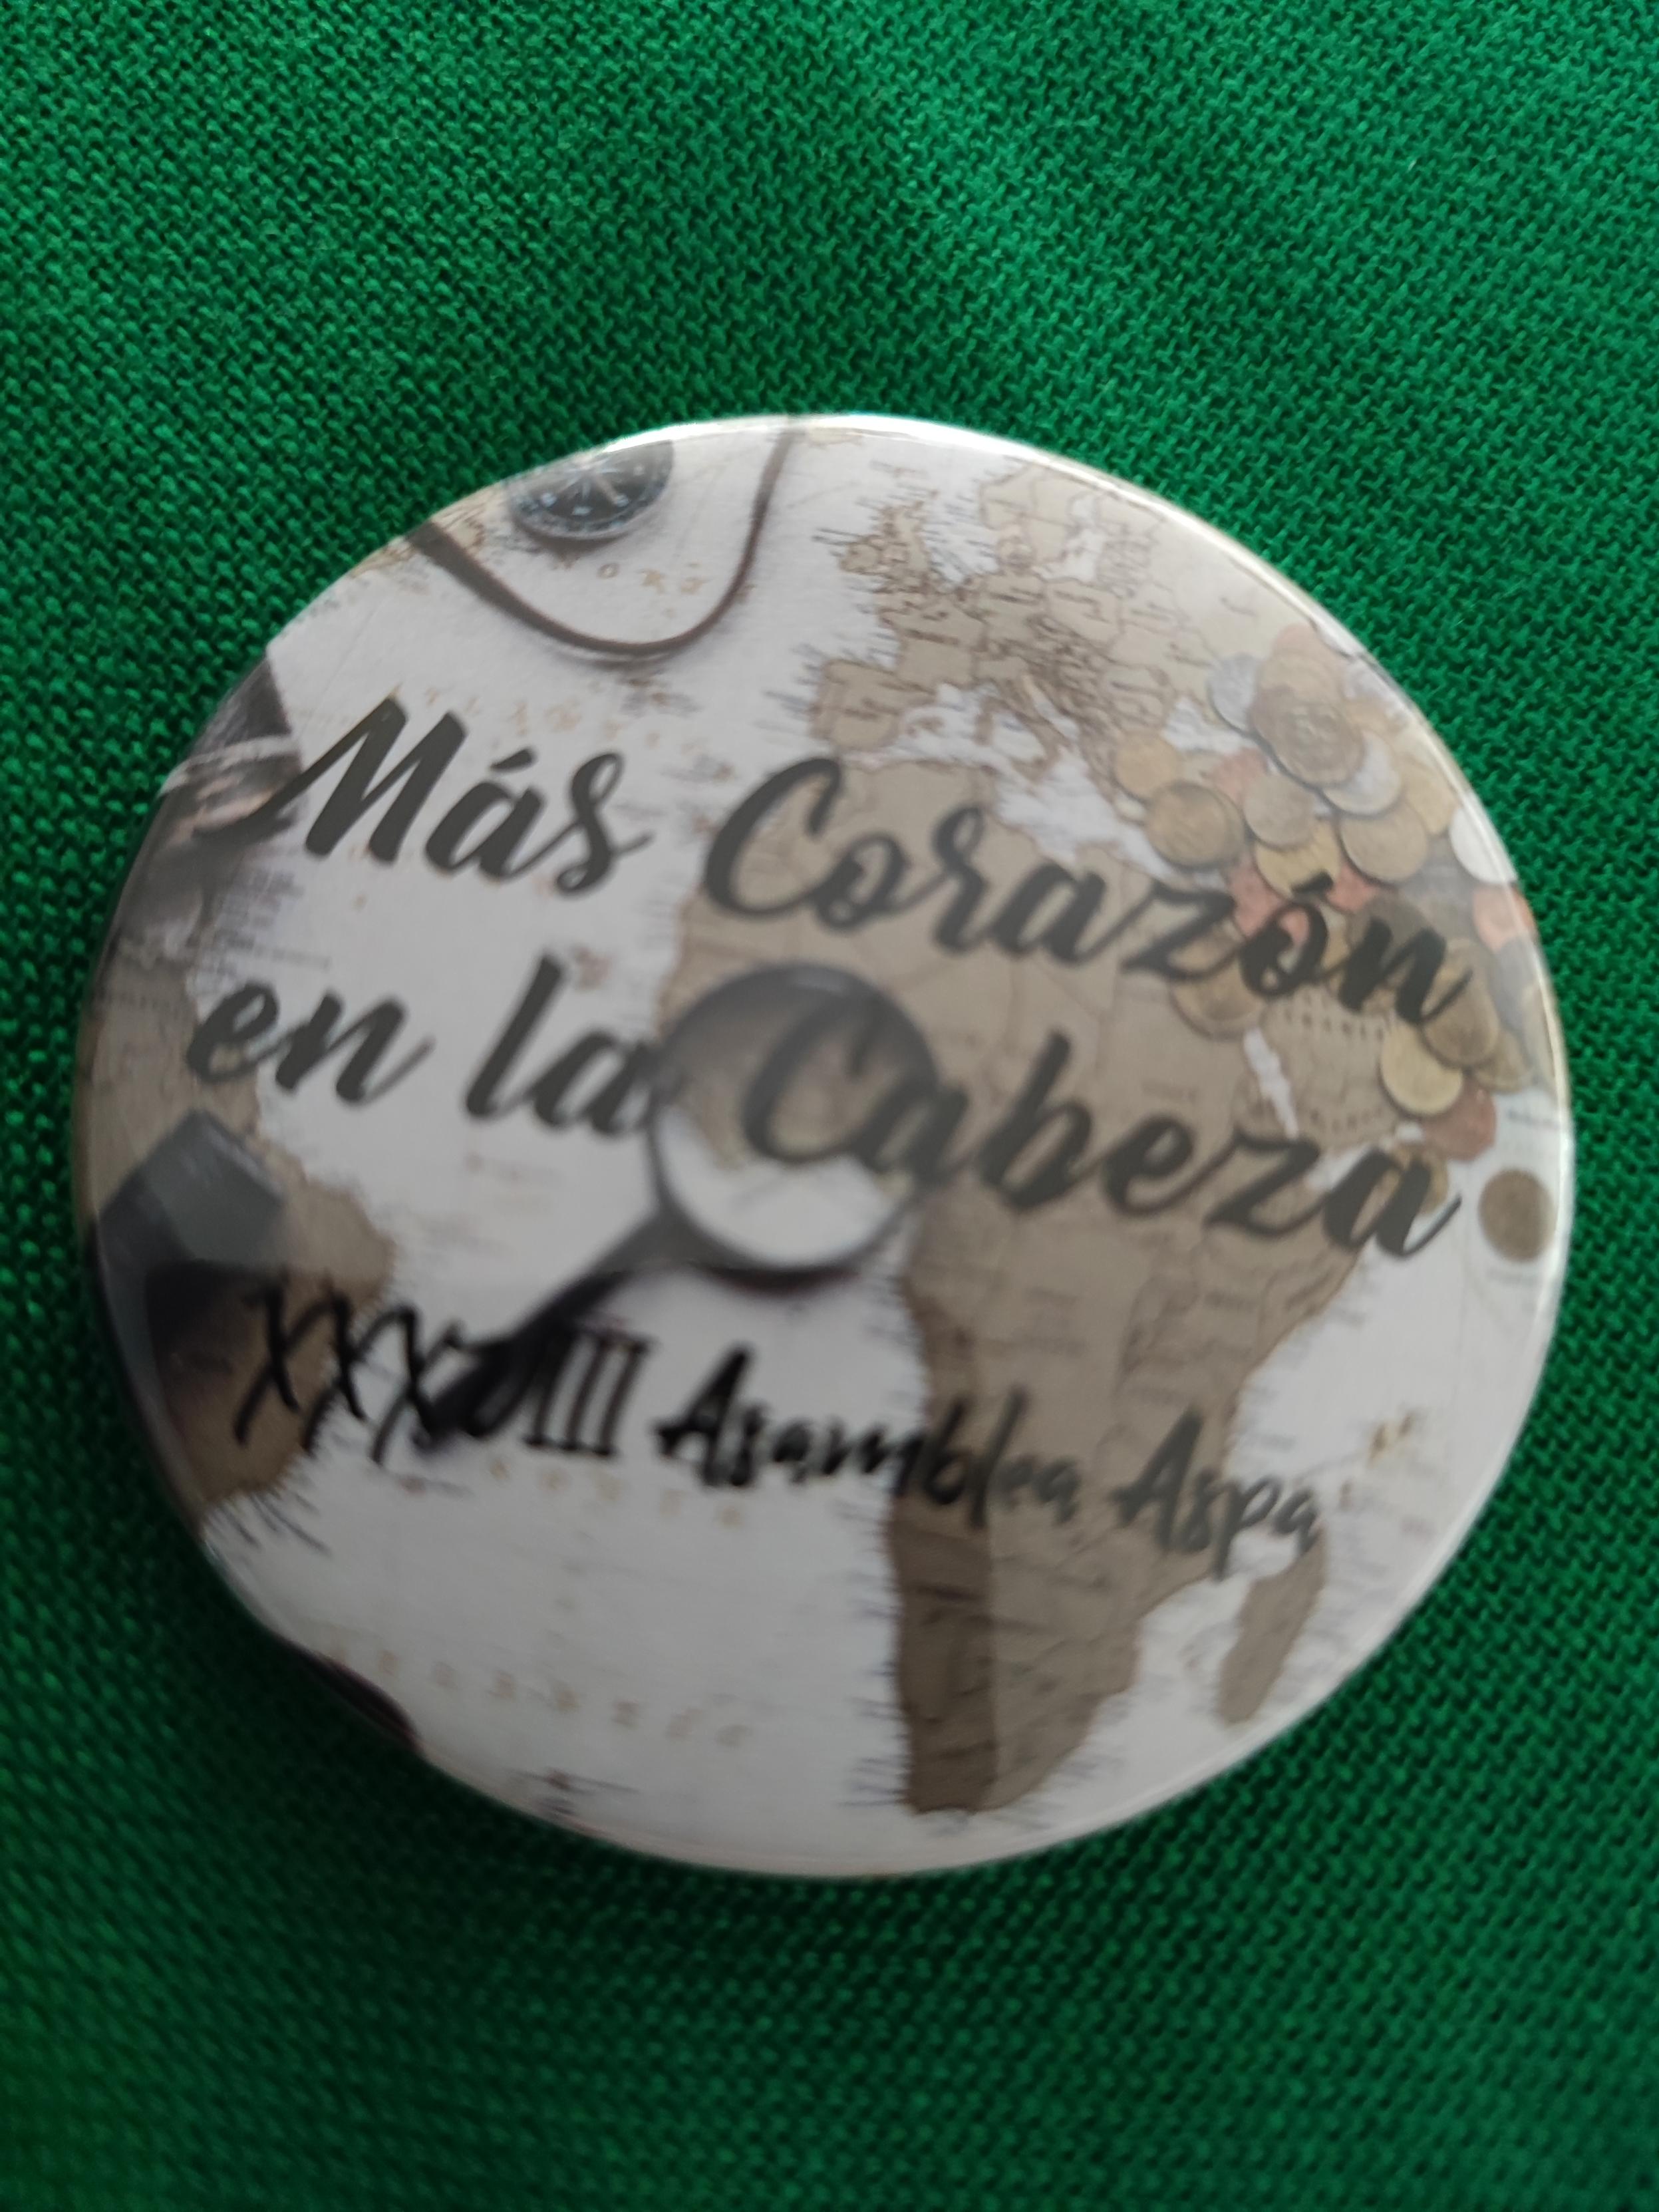 Más Corazón
en la Cabeza
XXXVIII Asamblea Aspa